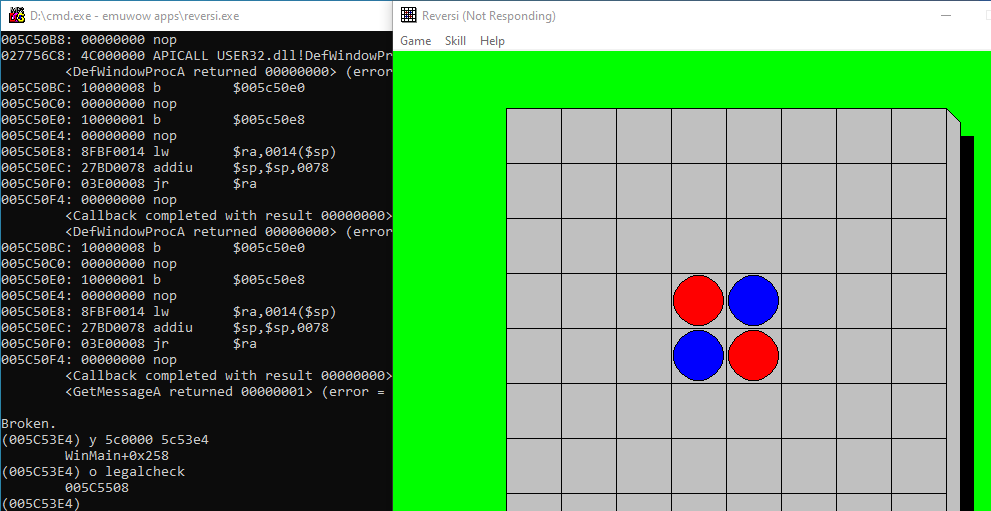 D:\cmd.exe - emuwow apps\reversi.exe
005C50B8: 00000000 nop
027756C8: 4C000000 APICALL USER32.dll!DefWindowPr
<DefWindowProcA returned 00000000> (error
005C50BC: 10000008 b $005c50e0
005C50C0: 00000000 nop
005C50E0: 10000001 b $005c50e8
005C50E4: 00000000 nop
005C50E8: 8FBF0014 lw $ra,0014($sp)
005C50EC: 27BD0078 addiu $sp,$sp,0078
005C50F0: 03E00008 jr $ra
005C50F4: 00000000 nop
<Callback completed with result 00000000>
<DefWindowProcA returned 00000000> (error
005C50BC: 10000008 b $005c50e0
005C50C0: 00000000 nop
005C50E0: 10000001 b $005c50e8
005C50E4: 00000000 nop
005C50E8: 8FBF0014 lw $ra,0014($sp)
005C50EC: 27BD0078 addiu $sp,$sp,0078
005C50F0: 03E00008 jr $ra
005C50F4: 00000000 nop
<Callback completed with result 00000000>
<GetMessageA returned 00000001> (error =
Broken.
(005C53E4) y 5c0000 5c53e4
WinMain+0x258
(005C53E4) o legalcheck
005C5508
(005C53E4)
Reversi (Not Responding)
Game Skill Help